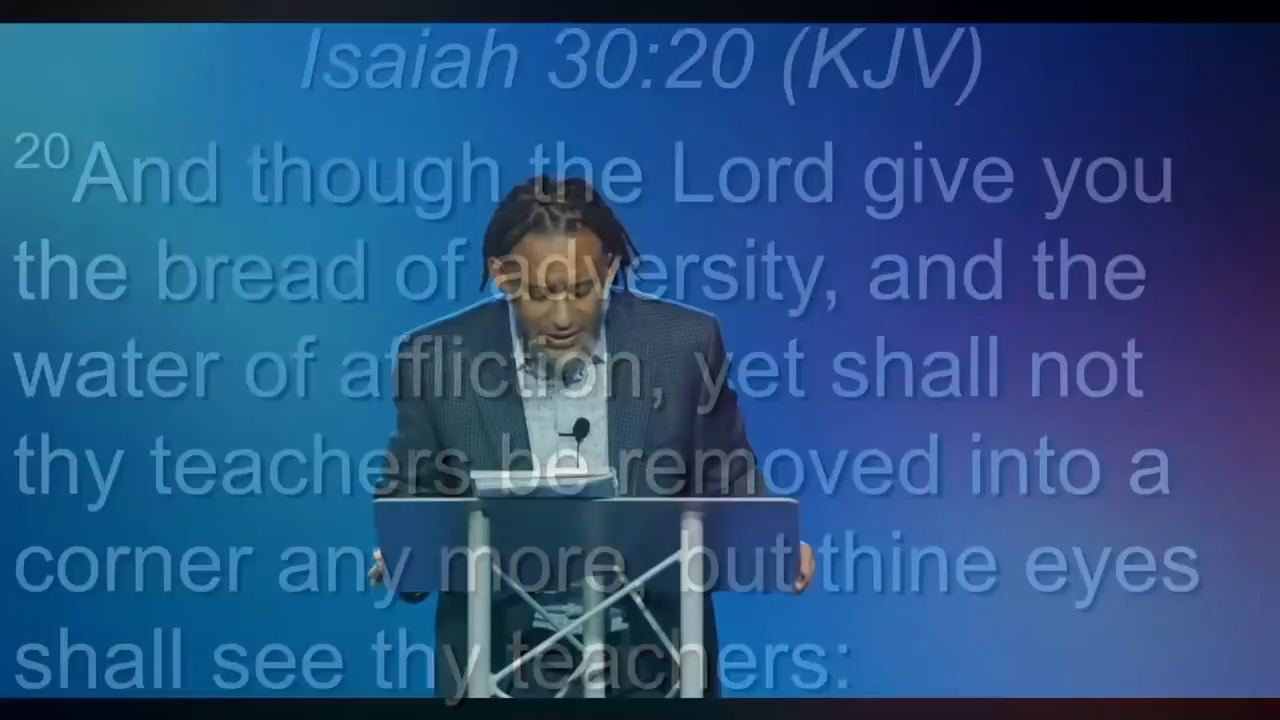 Isaiah 30:20 (KJV)
20And though the Lord give you
the bread of adversity, and the
water of affliction, yet shall not
thy teachers be removed into a
corner any more, but thine eyes
shall see thy teachers: